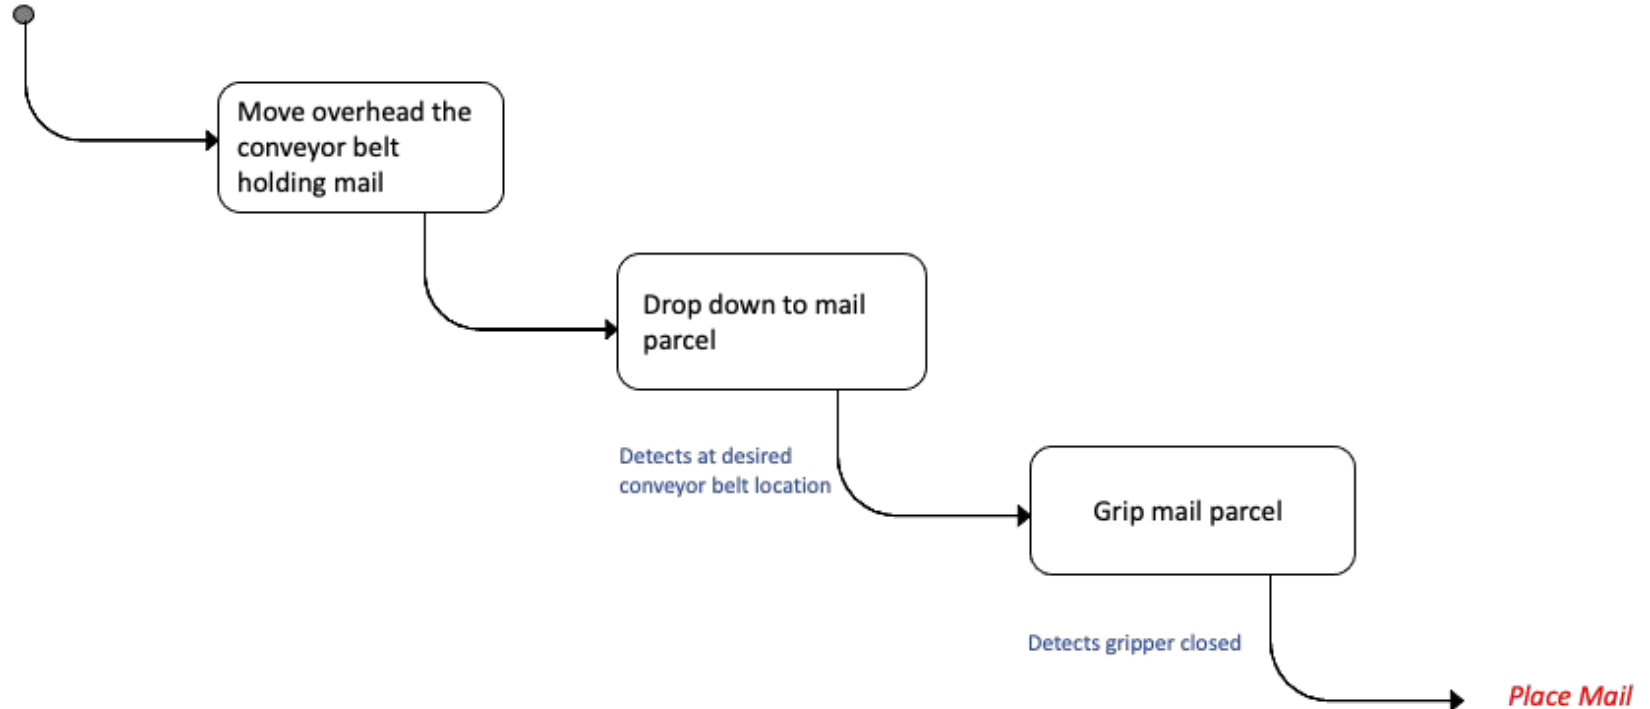 Move overhead the
conveyor belt
holding mail
Drop down to mail
parcel
Detects at desired
conveyor belt location
Grip mail parcel
Detects gripper closed
Place Mail